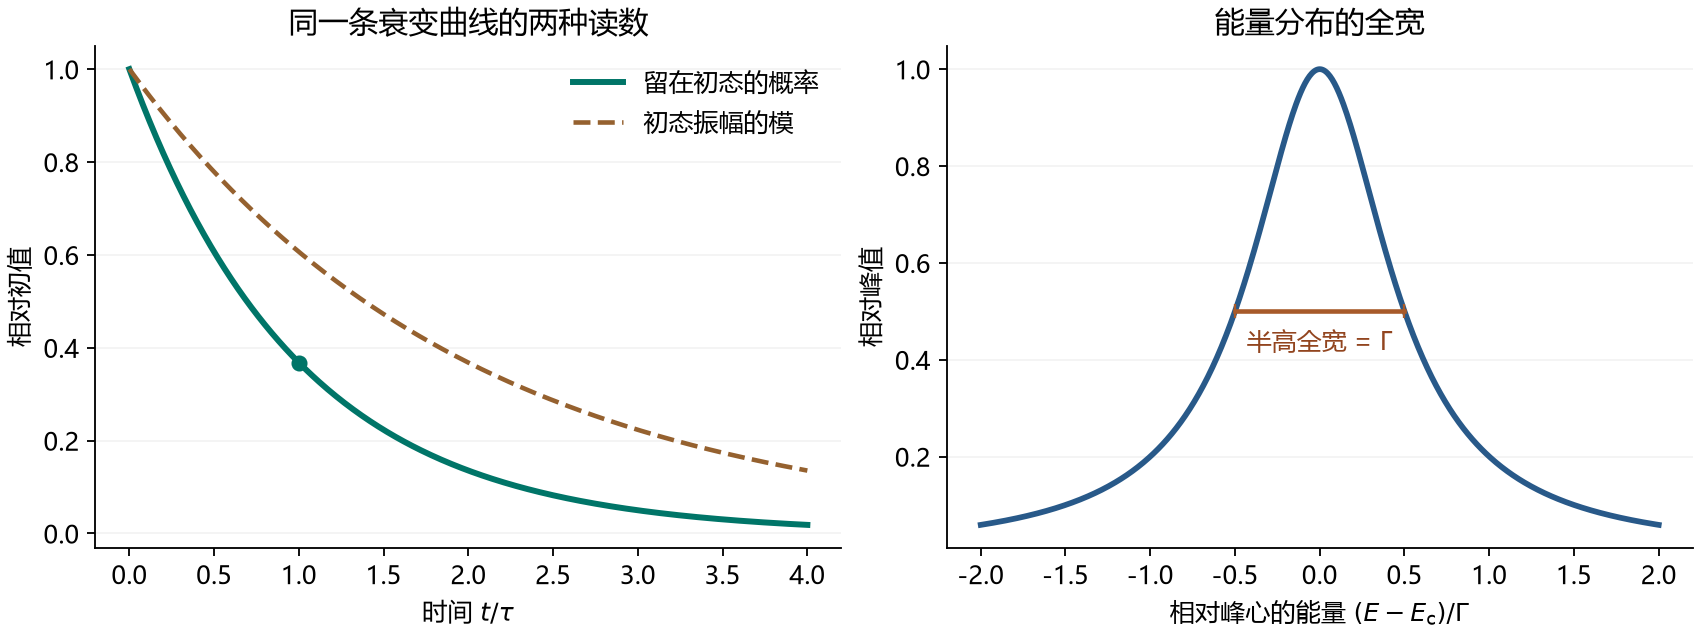 同一条衰变曲线的两种读数
留在初态的概率
初态振幅的模
相对初值
1.0
0.8
0.6
0.4
0.2
0.0
0.0 0.5 1.0 1.5 2.0 2.5 3.0 3.5 4.0
时间 t/τ
能量分布的全宽
相对峰值
1.0
0.8
0.6
0.4
0.2
半高全宽 = Γ
-2.0 -1.5 -1.0 -0.5 0.0 0.5 1.0 1.5 2.0
相对峰心的能量 (E − E_c)/Γ